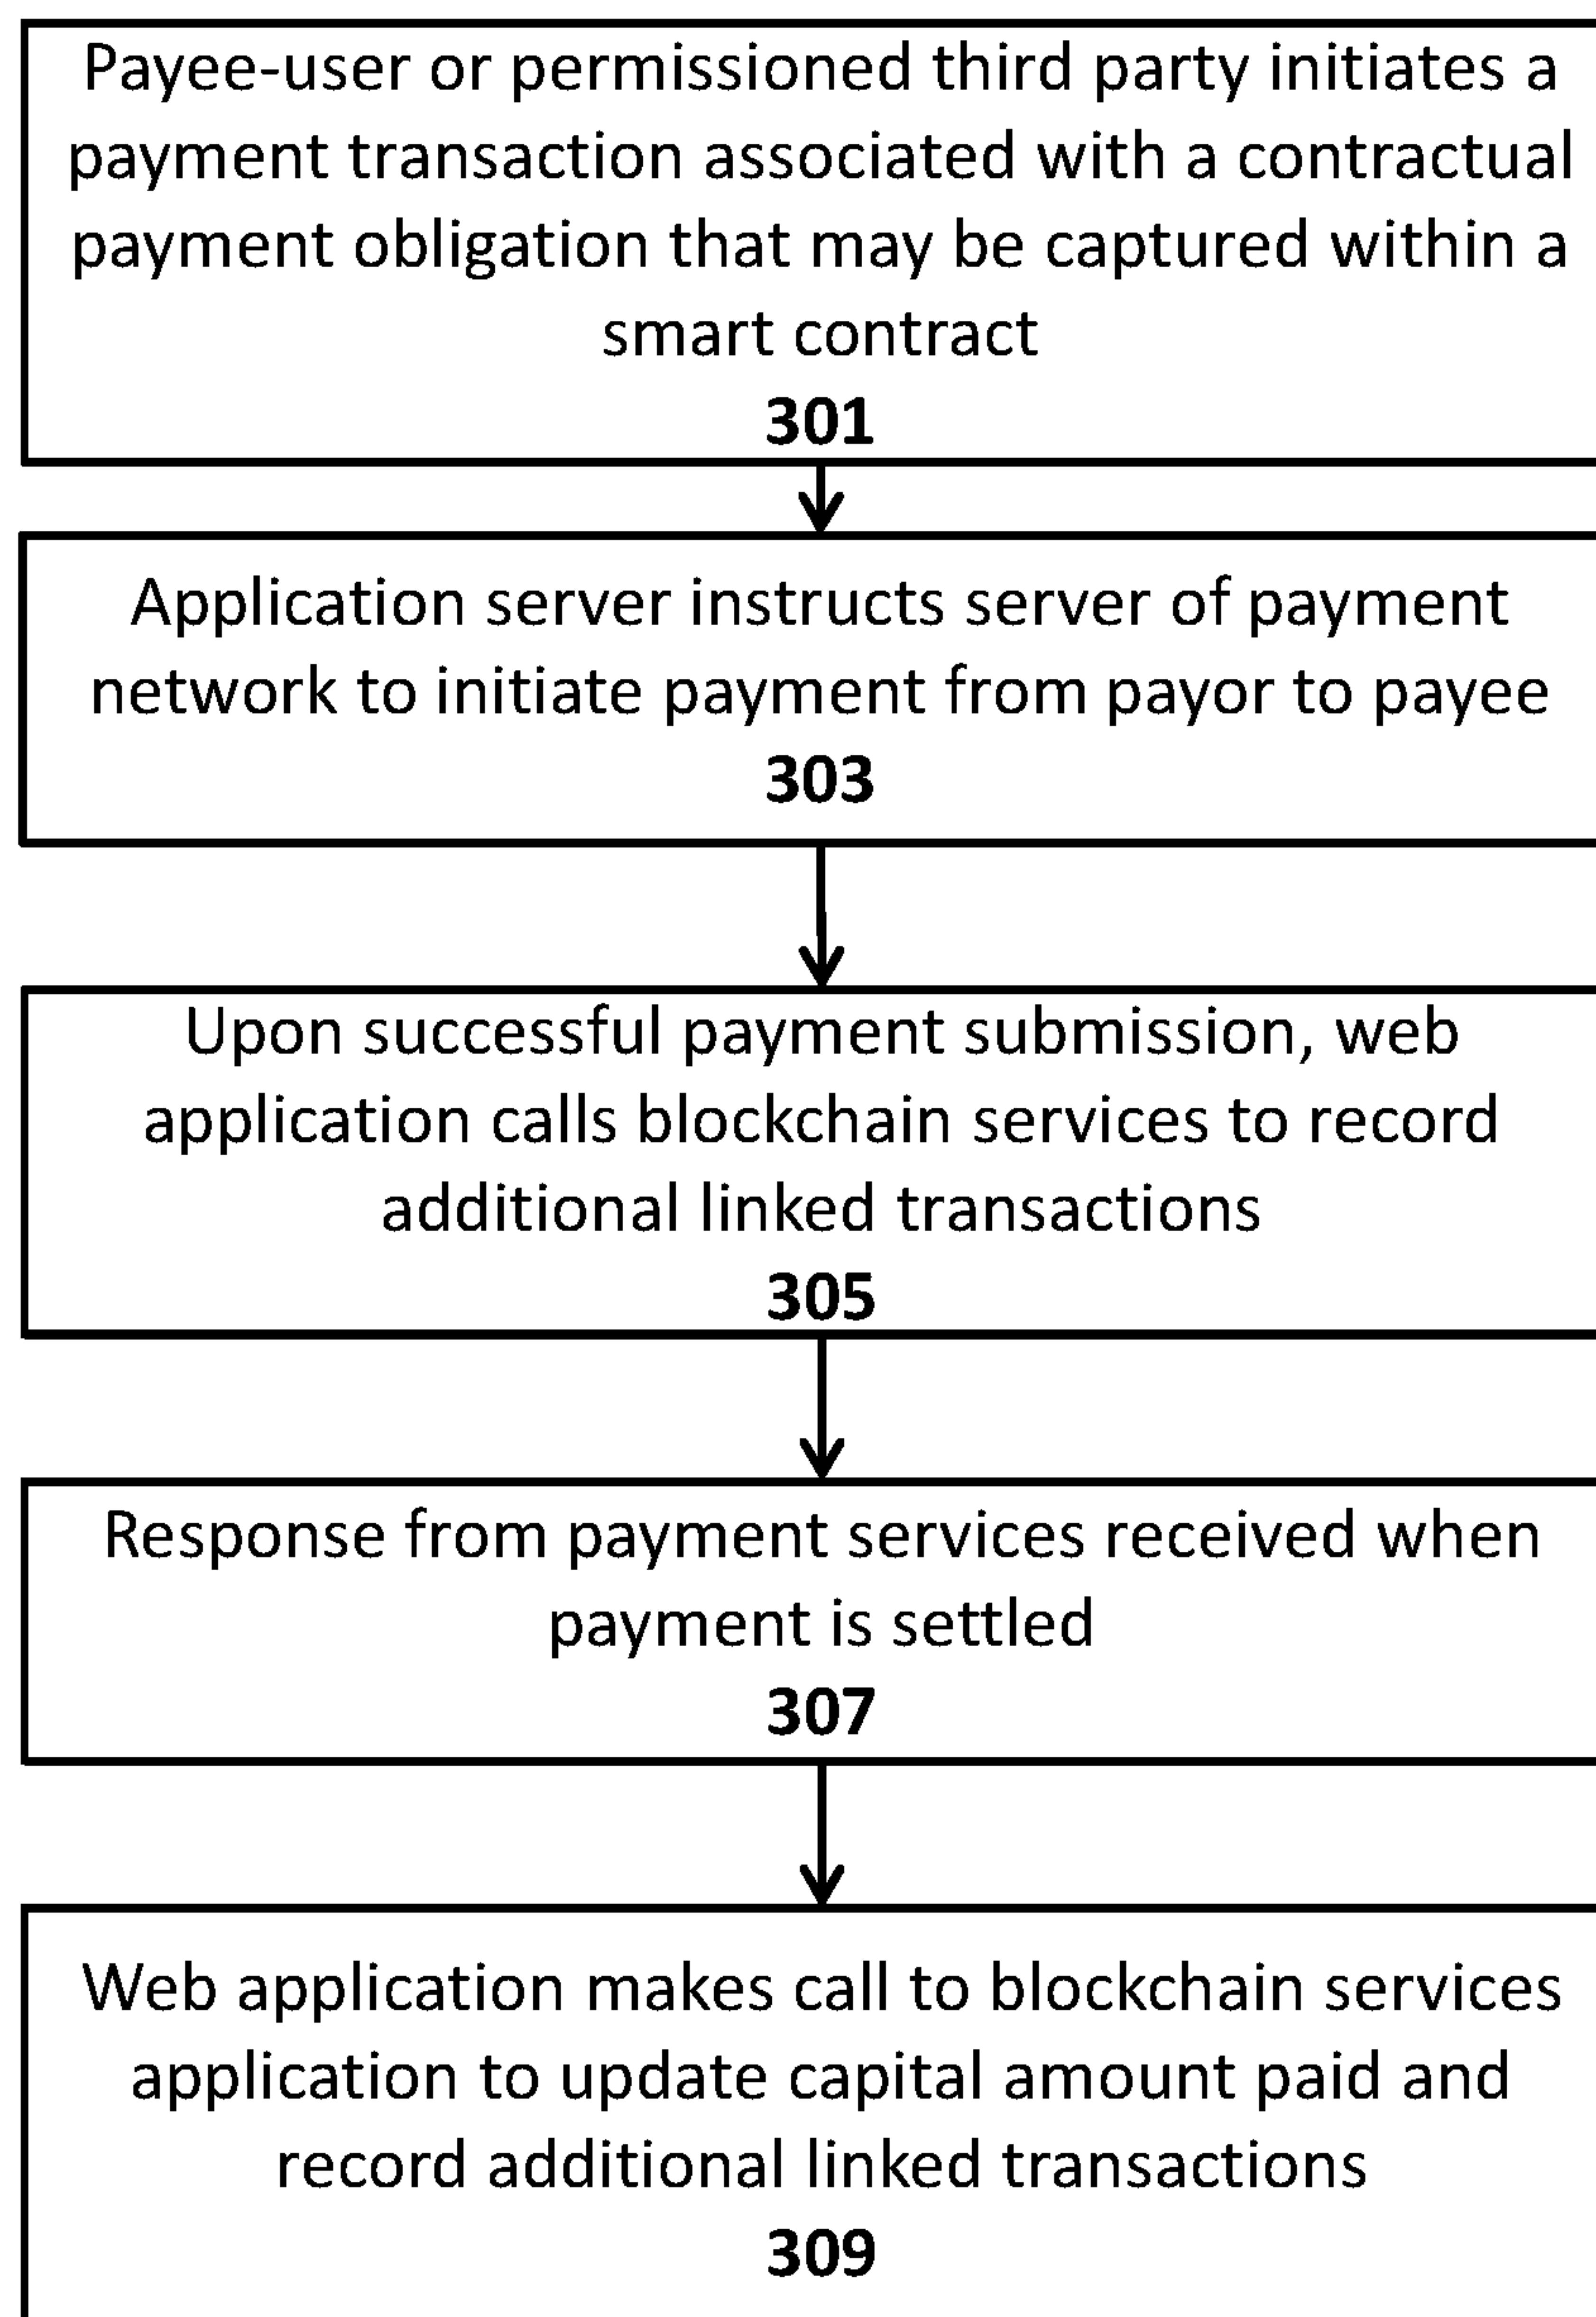 Payee-user or permissioned third party initiates a
payment transaction associated with a contractual
payment obligation that may be captured within a
smart contract
301
Application server instructs server of payment
network to initiate payment from payor to payee
303
Upon successful payment submission, web
application calls blockchain services to record
additional linked transactions
305
Response from payment services received when
payment is settled
307
Web application makes call to blockchain services
application to update capital amount paid and
record additional linked transactions
309